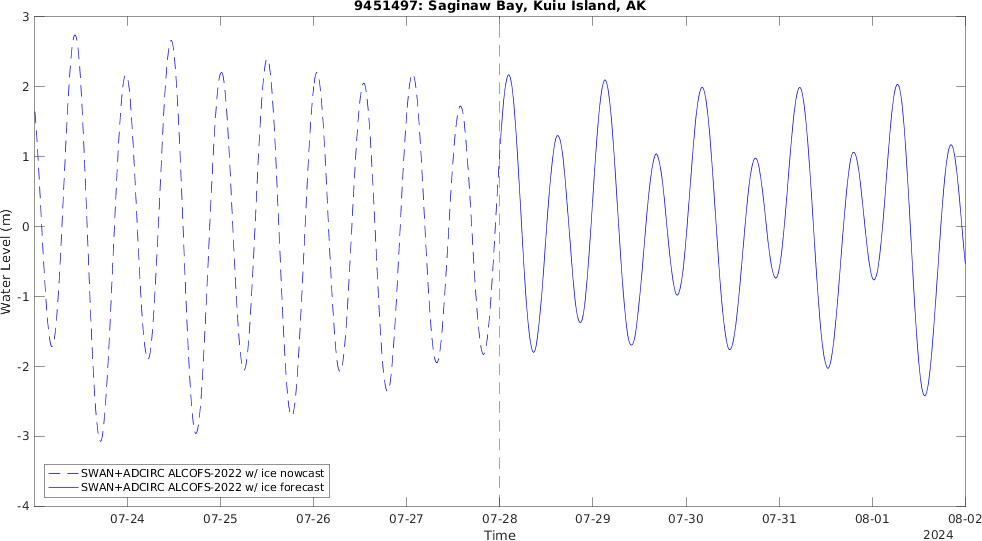 9451497: Saginaw Bay, Kuiu Island, AK
3
2
1
0
-1
-2
-3
-4
Water Level (m)
SWAN+ADCIRC ALCOFS-2022 w/ ice nowcast
SWAN+ADCIRC ALCOFS-2022 w/ ice forecast
07-24 07-25 07-26 07-27 07-28 07-29 07-30 07-31 08-01 08-02
Time
2024